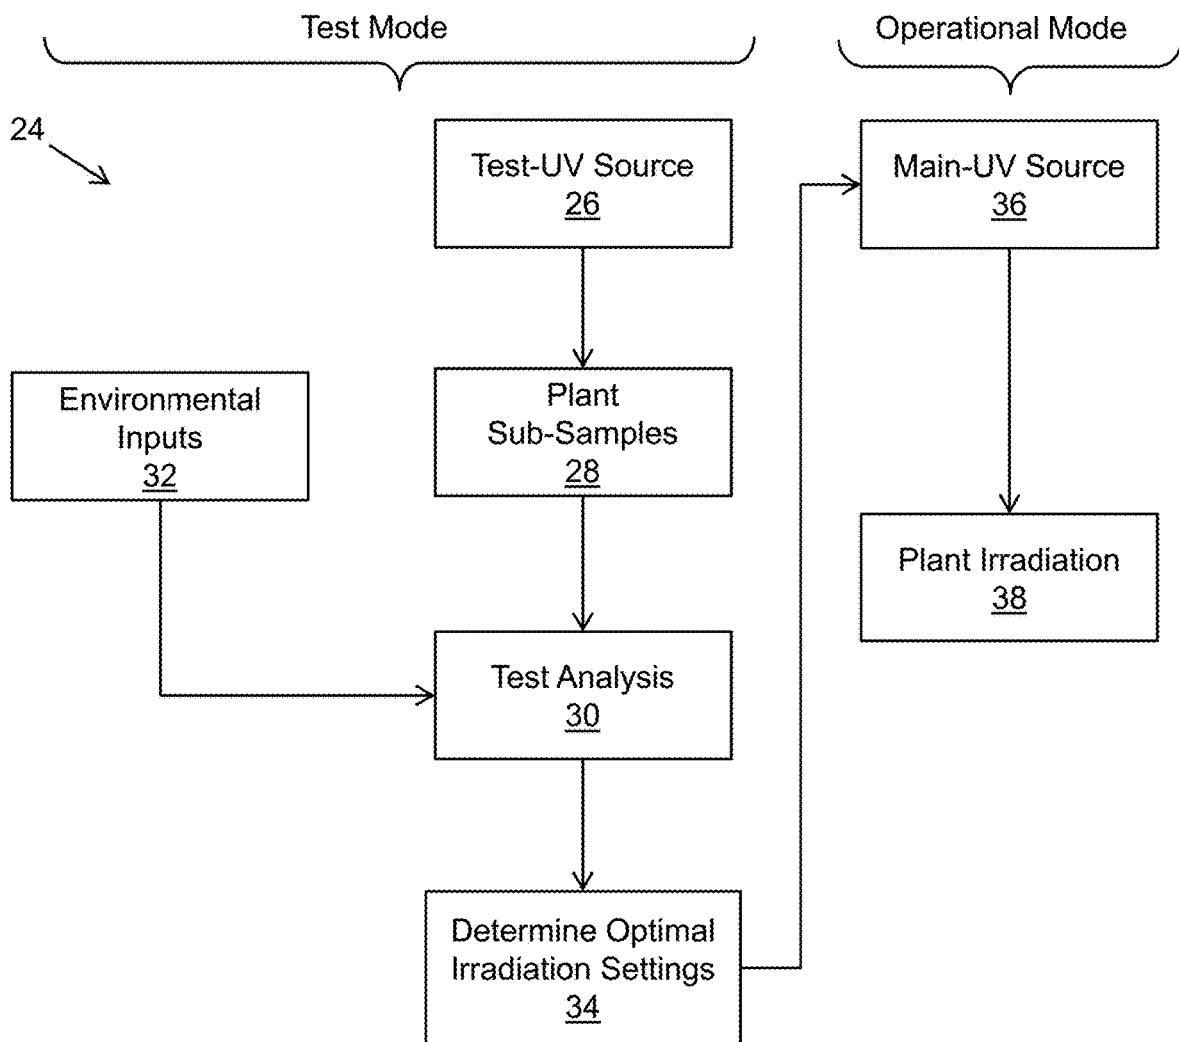 Test Mode
Operational Mode
24
Test-UV Source
26
Main-UV Source
36
Environmental
Inputs
32
Plant
Sub-Samples
28
Plant Irradiation
38
Test Analysis
30
Determine Optimal
Irradiation Settings
34